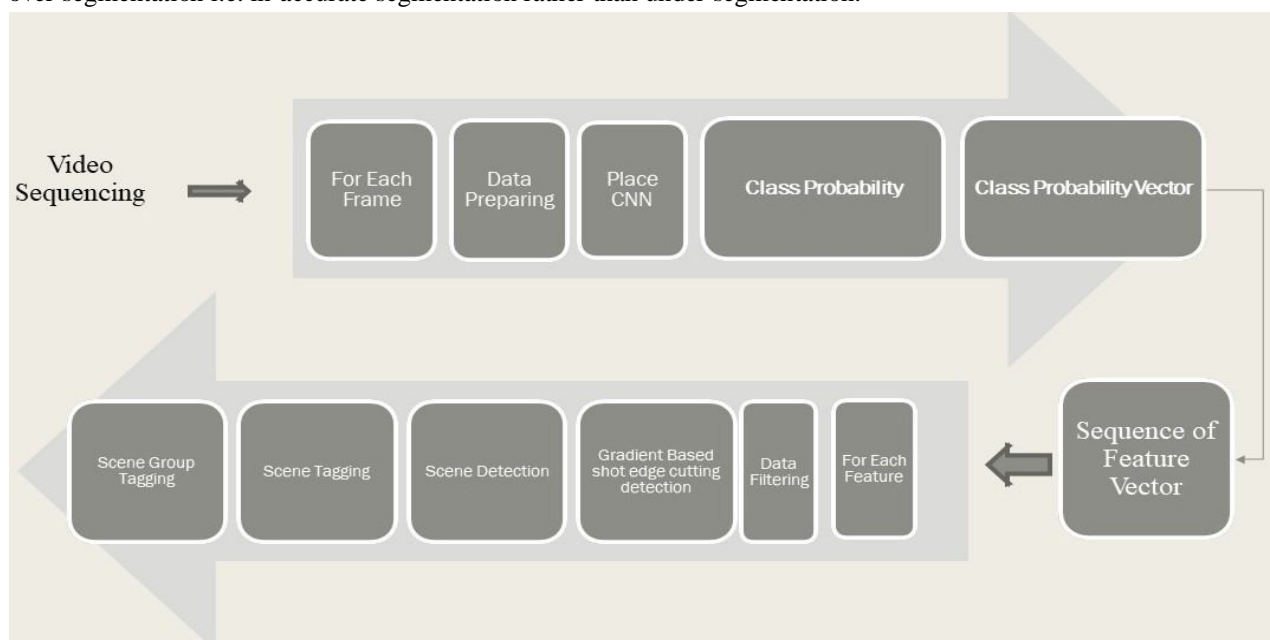 over segmentation i.e. in-accurate segmentation rather than under segmentation.
Video
Sequencing
For Each
Frame
Data
Preparing
Place
CNN
Class Probability
Class Probability Vector
Sequence of
Feature
Vector
For Each
Feature
Data
Filtering
Gradient Based
shot edge cutting
detection
Scene Detection
Scene Tagging
Scene Group
Tagging